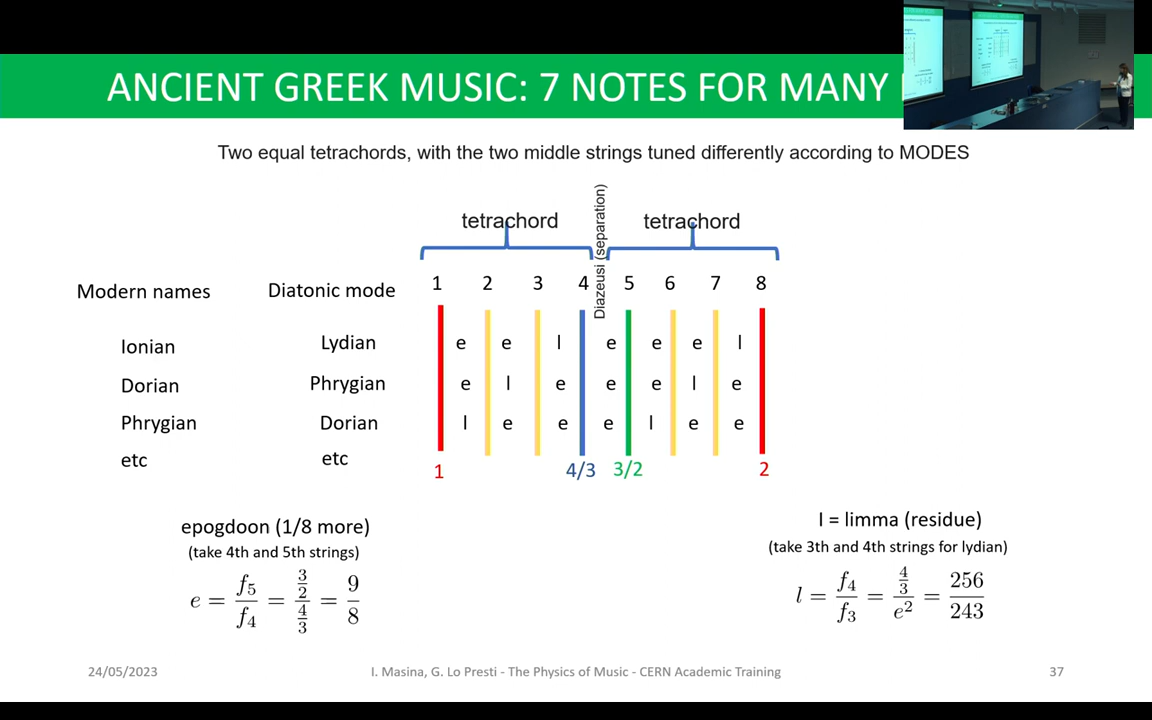 ANCIENT GREEK MUSIC: 7 NOTES FOR MANY
Two equal tetrachords, with the two middle strings tuned differently according to MODES
tetrachord
Diazeusi (separation)
tetrachord
Modern names Diatonic mode 1 2 3 4 5 6 7 8
Ionian Lydian e e l e e e l
Dorian Phrygian e l e e e l e
Phrygian Dorian l e e e l e e
etc etc
1 4/3 3/2 2
epogdoon (1/8 more)
(take 4th and 5th strings)
e = f₅/f₄ = (3/2)/(4/3) = 9/8
l = limma (residue)
(take 3th and 4th strings for lydian)
l = f₄/f₃ = (4/3)/e² = 256/243
24/05/2023 I. Masina, G. Lo Presti - The Physics of Music - CERN Academic Training 37